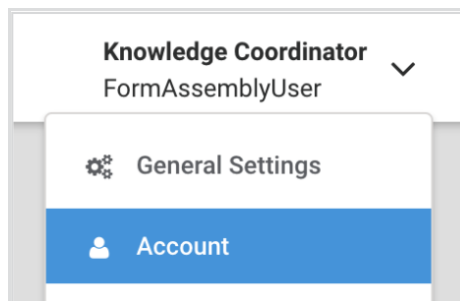 Knowledge Coordinator
FormAssemblyUser
General Settings
Account